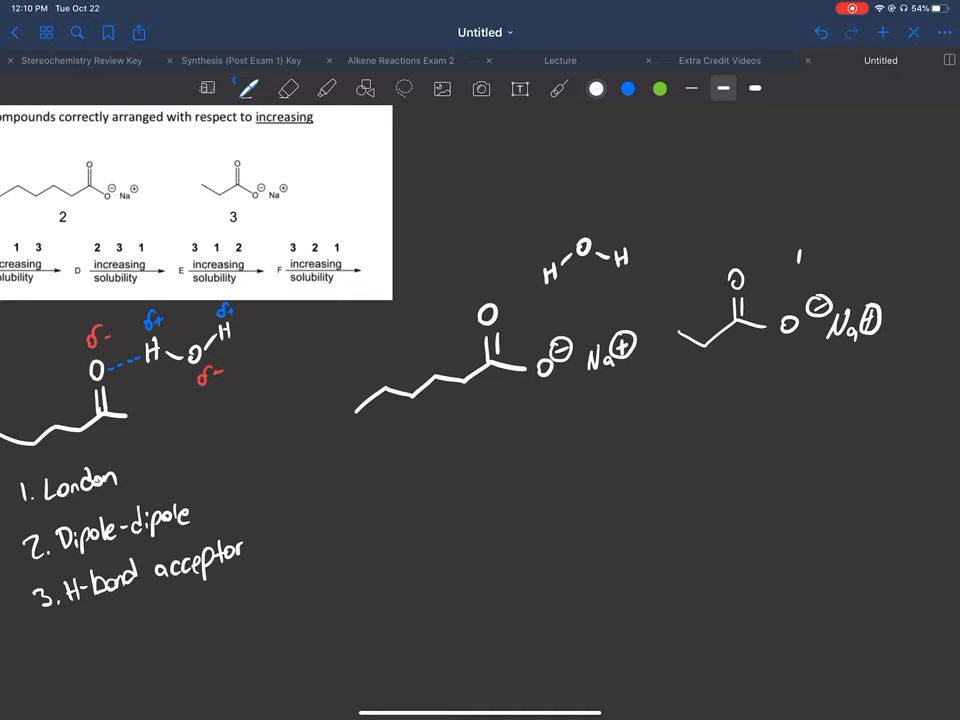 12:10 PM Tue Oct 22
54%
Untitled
Stereochemistry Review Key
Synthesis (Post Exam 1) Key
Alkene Reactions Exam 2
Lecture
Extra Credit Videos
Untitled
ompounds correctly arranged with respect to increasing
O
O ⊖ Na ⊕
O
O ⊖ Na ⊕
2
3
1 3
2 3 1
3 1 2
3 2 1
creasing
D increasing
E increasing
F increasing
lubility
solubility
solubility
solubility
δ- δ+ δ+
O H O H
δ-
H O H
O
O ⊖ Na ⊕
O
O ⊖ Na ⊕
1. London
2. Dipole-dipole
3. H-bond acceptor